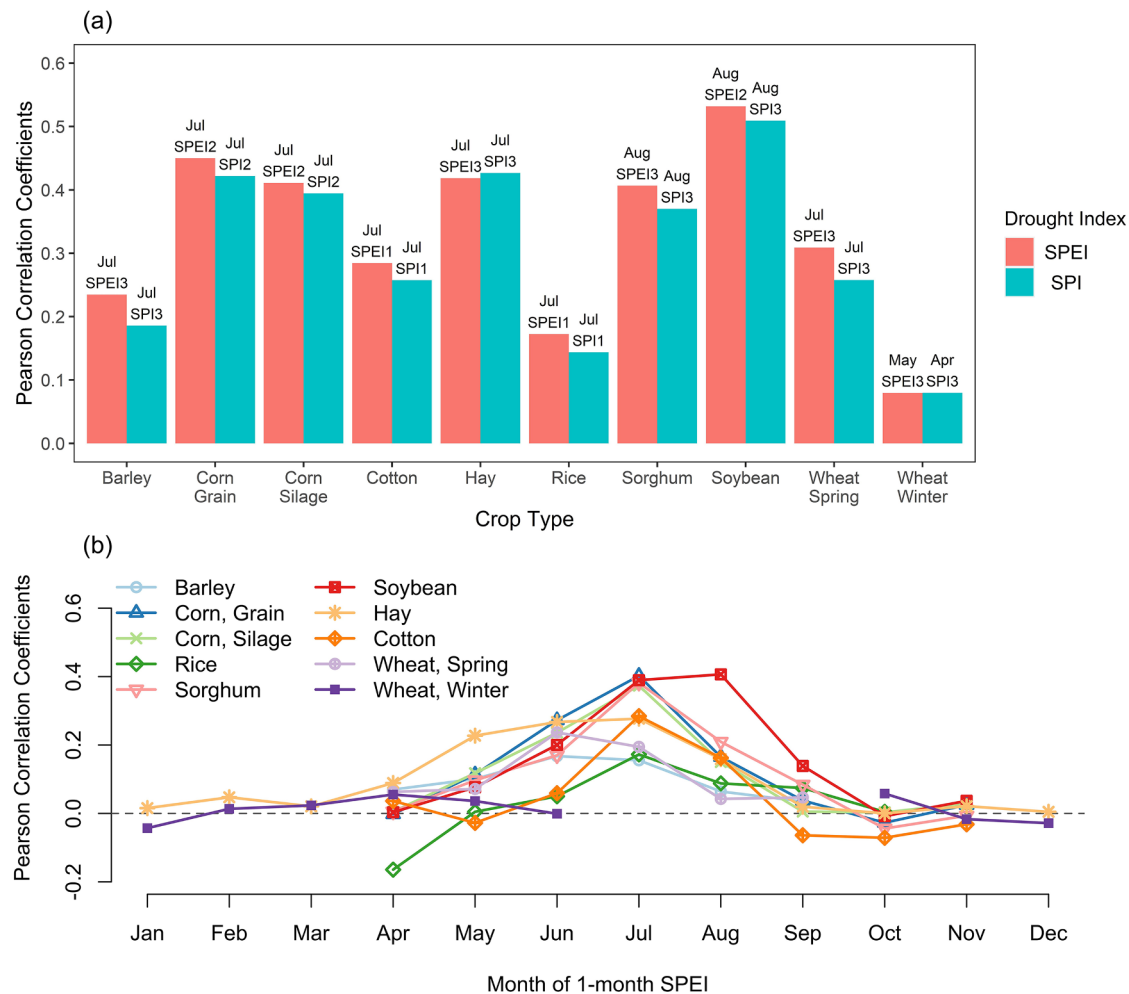 (a)
Pearson Correlation Coefficients
0.6
0.5
0.4
0.3
0.2
0.1
0.0
Jul
SPEI3
Jul
SPI3
Jul
SPEI2
Jul
SPI2
Jul
SPEI2
Jul
SPI2
Jul
SPEI1
Jul
SPI1
Jul
SPEI3
Jul
SPI3
Jul
SPEI1
Jul
SPI1
Aug
SPEI3
Aug
SPI3
Aug
SPEI2
Aug
SPI3
Jul
SPEI3
Jul
SPI3
May
SPEI3
Apr
SPI3
Barley
Corn
Grain
Corn
Silage
Cotton
Hay
Rice
Sorghum
Soybean
Wheat
Spring
Wheat
Winter
Crop Type
Drought Index
SPEI
SPI
(b)
Pearson Correlation Coefficients
0.6
0.4
0.2
0.0
-0.2
Barley
Corn, Grain
Corn, Silage
Rice
Sorghum
Soybean
Hay
Cotton
Wheat, Spring
Wheat, Winter
Jan Feb Mar Apr May Jun Jul Aug Sep Oct Nov Dec
Month of 1-month SPEI